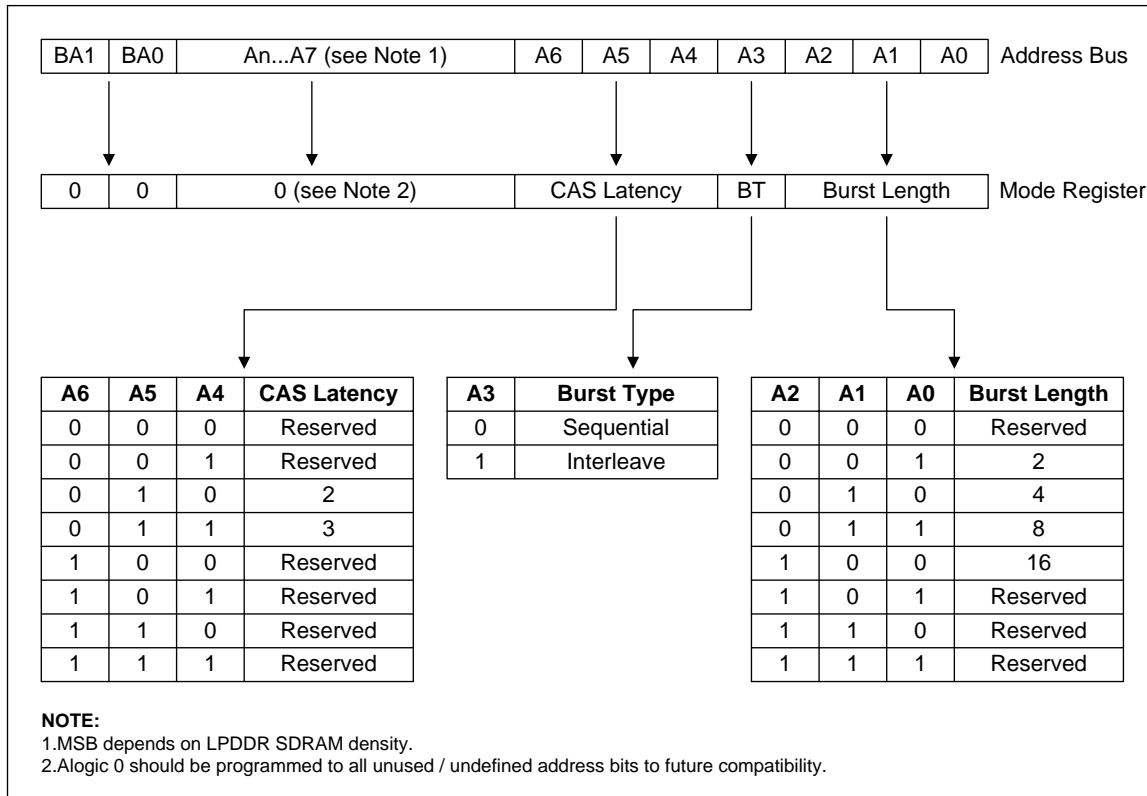 BA1 BA0 An...A7 (see Note 1) A6 A5 A4 A3 A2 A1 A0 Address Bus
0 0 0 (see Note 2) CAS Latency BT Burst Length Mode Register
A6 A5 A4 CAS Latency
0 0 0 Reserved
0 0 1 Reserved
0 1 0 2
0 1 1 3
1 0 0 Reserved
1 0 1 Reserved
1 1 0 Reserved
1 1 1 Reserved
A3 Burst Type
0 Sequential
1 Interleave
A2 A1 A0 Burst Length
0 0 0 Reserved
0 0 1 2
0 1 0 4
0 1 1 8
1 0 0 16
1 0 1 Reserved
1 1 0 Reserved
1 1 1 Reserved
NOTE:
1.MSB depends on LPDDR SDRAM density.
2.Alogic 0 should be programmed to all unused / undefined address bits to future compatibility.